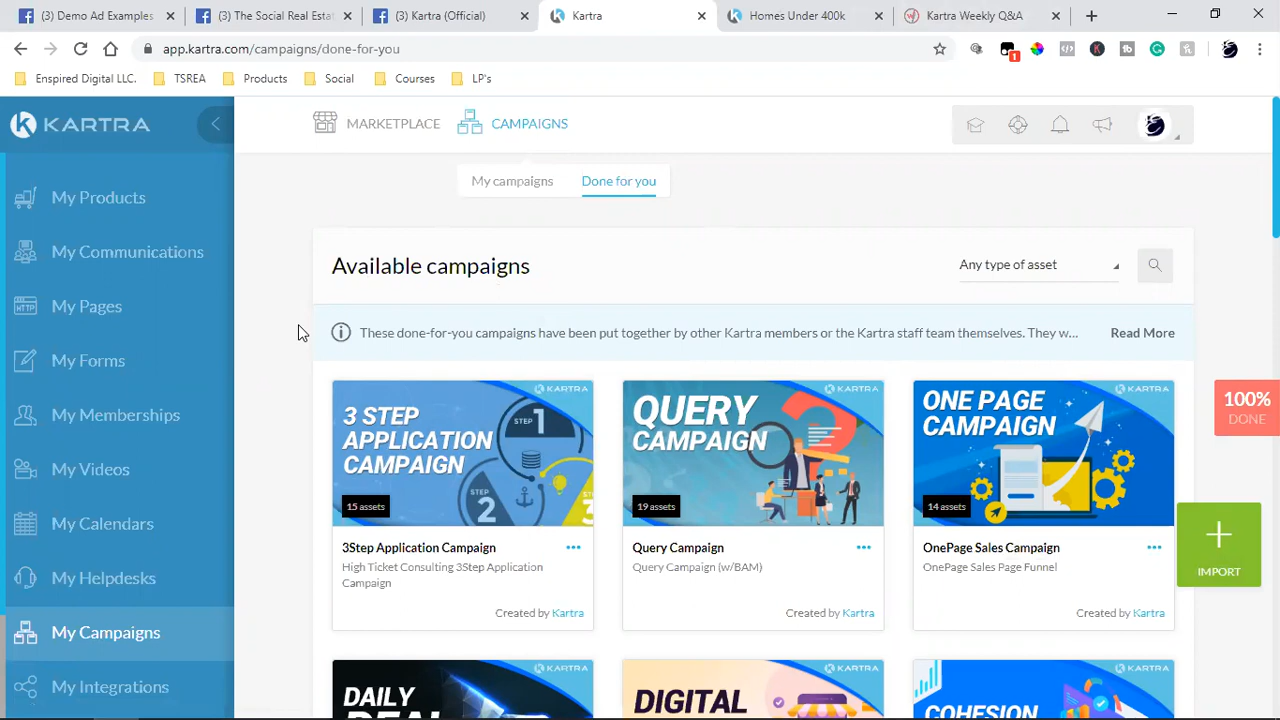 (3) Demo Ad Examples
(3) The Social Real Esta
(3) Kartra (Official)
Kartra
Homes Under 400k
Kartra Weekly Q&A
app.kartra.com/campaigns/done-for-you
1
Enspired Digital LLC.
TSREA
Products
Social
Courses
LP's
KARTRA
MARKETPLACE
CAMPAIGNS
My campaigns
Done for you
My Products
My Communications
My Pages
HTTP
My Forms
My Memberships
My Videos
My Calendars
My Helpdesks
My Campaigns
My Integrations
Available campaigns
Any type of asset
These done-for-you campaigns have been put together by other Kartra members or the Kartra staff team themselves. They w...
Read More
KARTRA
3 STEP
APPLICATION
CAMPAIGN
STEP
1
STEP
2
STEP
3
15 assets
3Step Application Campaign
High Ticket Consulting 3Step Application
Campaign
Created by Kartra
KARTRA
QUERY
CAMPAIGN
19 assets
Query Campaign
Query Campaign (w/BAM)
Created by Kartra
KARTRA
ONE PAGE
CAMPAIGN
14 assets
OnePage Sales Campaign
OnePage Sales Page Funnel
Created by Kartra
100%
DONE
IMPORT
KARTRA
DAILY
DEAL
KARTRA
DIGITAL
KARTRA
COHESION